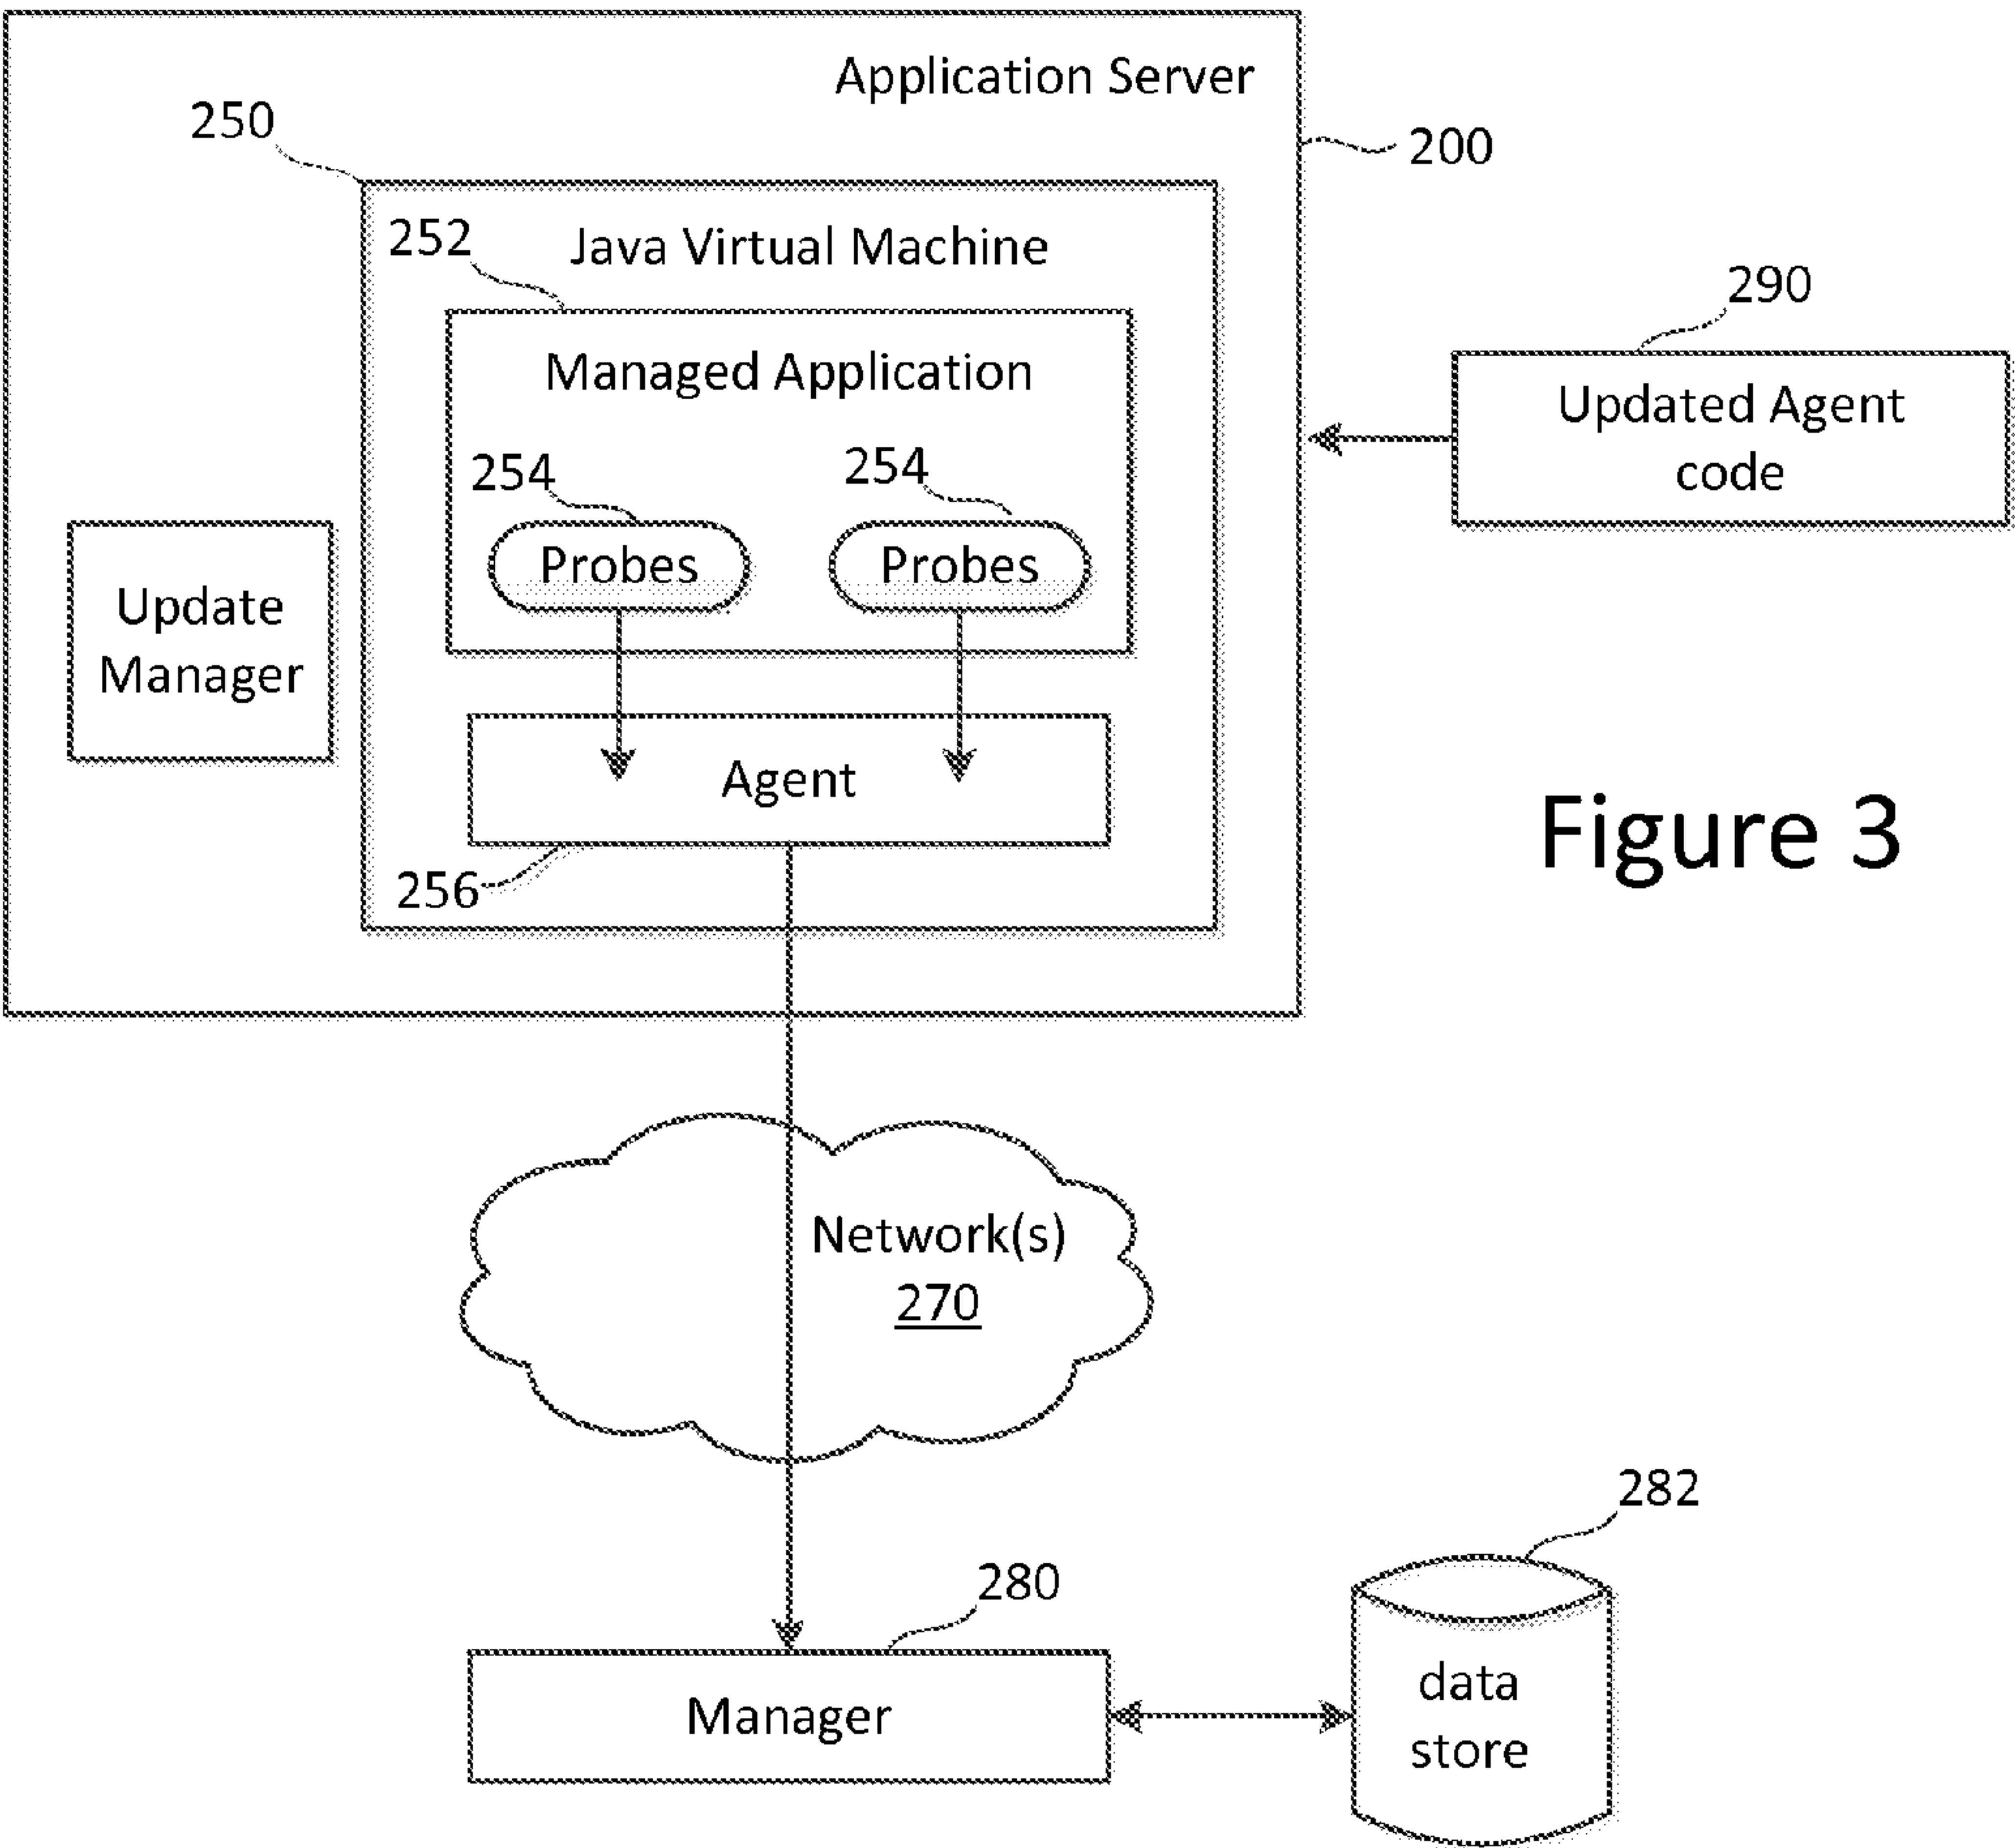 Application Server
250
200
252
Java Virtual Machine
290
Managed Application
Updated Agent
code
254
254
Probes
Probes
Update
Manager
Agent
Figure 3
256
Network(s)
270
282
280
data
store
Manager